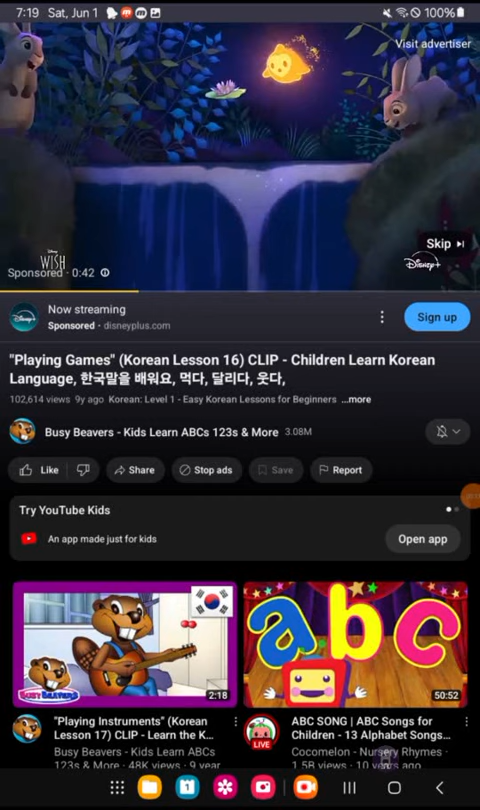 7:19 Sat, Jun 1 100%
Visit advertiser
Skip
Disney
WISH
Disney+
Sponsored · 0:42
Disney+
Now streaming
Sponsored · disneyplus.com
Sign up
"Playing Games" (Korean Lesson 16) CLIP - Children Learn Korean
Language, 한국말을 배워요, 먹다, 달리다, 웃다,
102,614 views 9y ago Korean: Level 1 - Easy Korean Lessons for Beginners ...more
Busy Beavers - Kids Learn ABCs 123s & More 3.08M
Like Share Stop ads Save Report
Try YouTube Kids
An app made just for kids
Open app
BUSY BEAVERS
2:18
abc
50:52
"Playing Instruments" (Korean
Lesson 17) CLIP - Learn the K...
Busy Beavers - Kids Learn ABCs
123s & More · 48K views · 9 year
LIVE
ABC SONG | ABC Songs for
Children - 13 Alphabet Songs...
Cocomelon - Nursery Rhymes ·
1.5B views · 10 years ago
1